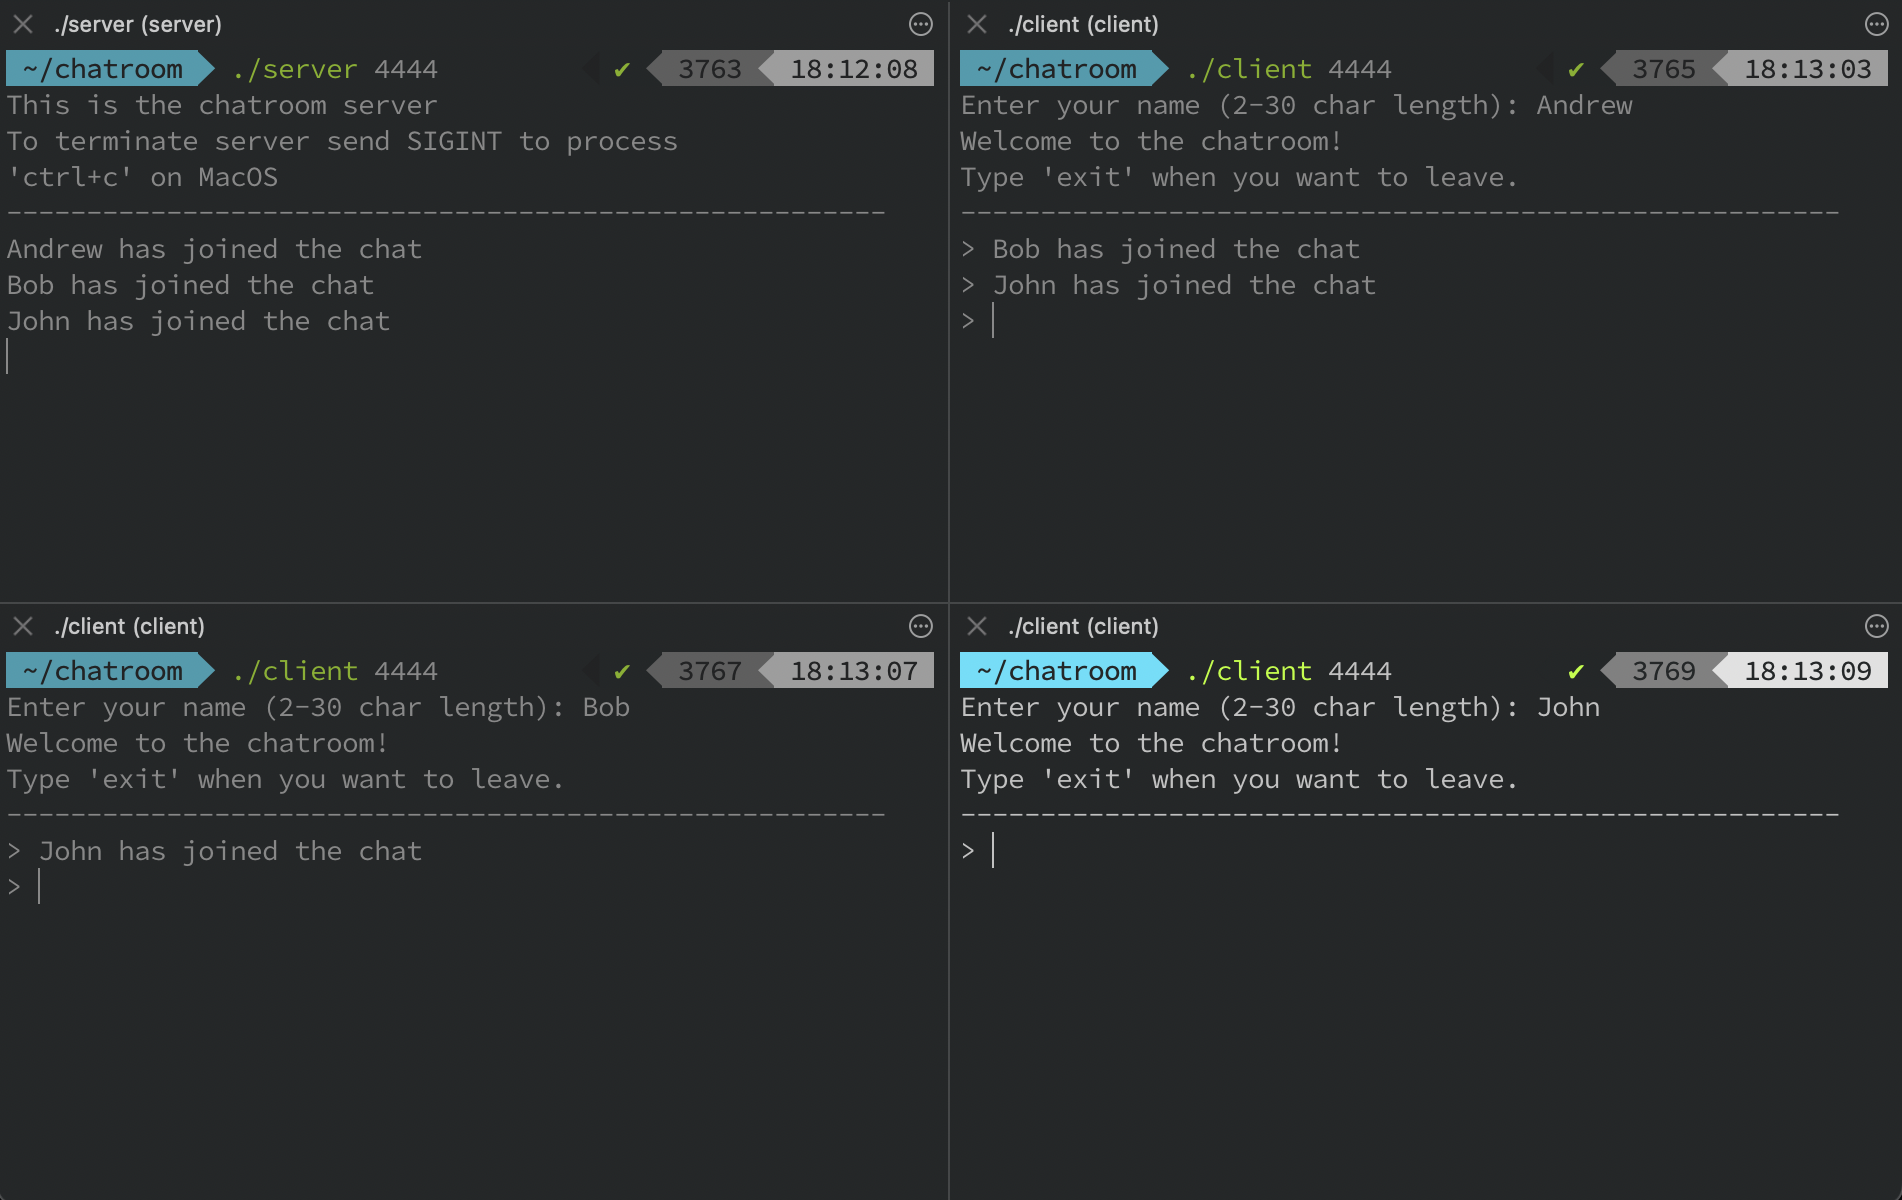 ./server (server)
~/chatroom ./server 4444 ✔ 3763 18:12:08
This is the chatroom server
To terminate server send SIGINT to process
'ctrl+c' on MacOS
-------------------------------------------------------
Andrew has joined the chat
Bob has joined the chat
John has joined the chat
./client (client)
~/chatroom ./client 4444 ✔ 3765 18:13:03
Enter your name (2-30 char length): Andrew
Welcome to the chatroom!
Type 'exit' when you want to leave.
-------------------------------------------------------
> Bob has joined the chat
> John has joined the chat
>
./client (client)
~/chatroom ./client 4444 ✔ 3767 18:13:07
Enter your name (2-30 char length): Bob
Welcome to the chatroom!
Type 'exit' when you want to leave.
-------------------------------------------------------
> John has joined the chat
>
./client (client)
~/chatroom ./client 4444 ✔ 3769 18:13:09
Enter your name (2-30 char length): John
Welcome to the chatroom!
Type 'exit' when you want to leave.
-------------------------------------------------------
>